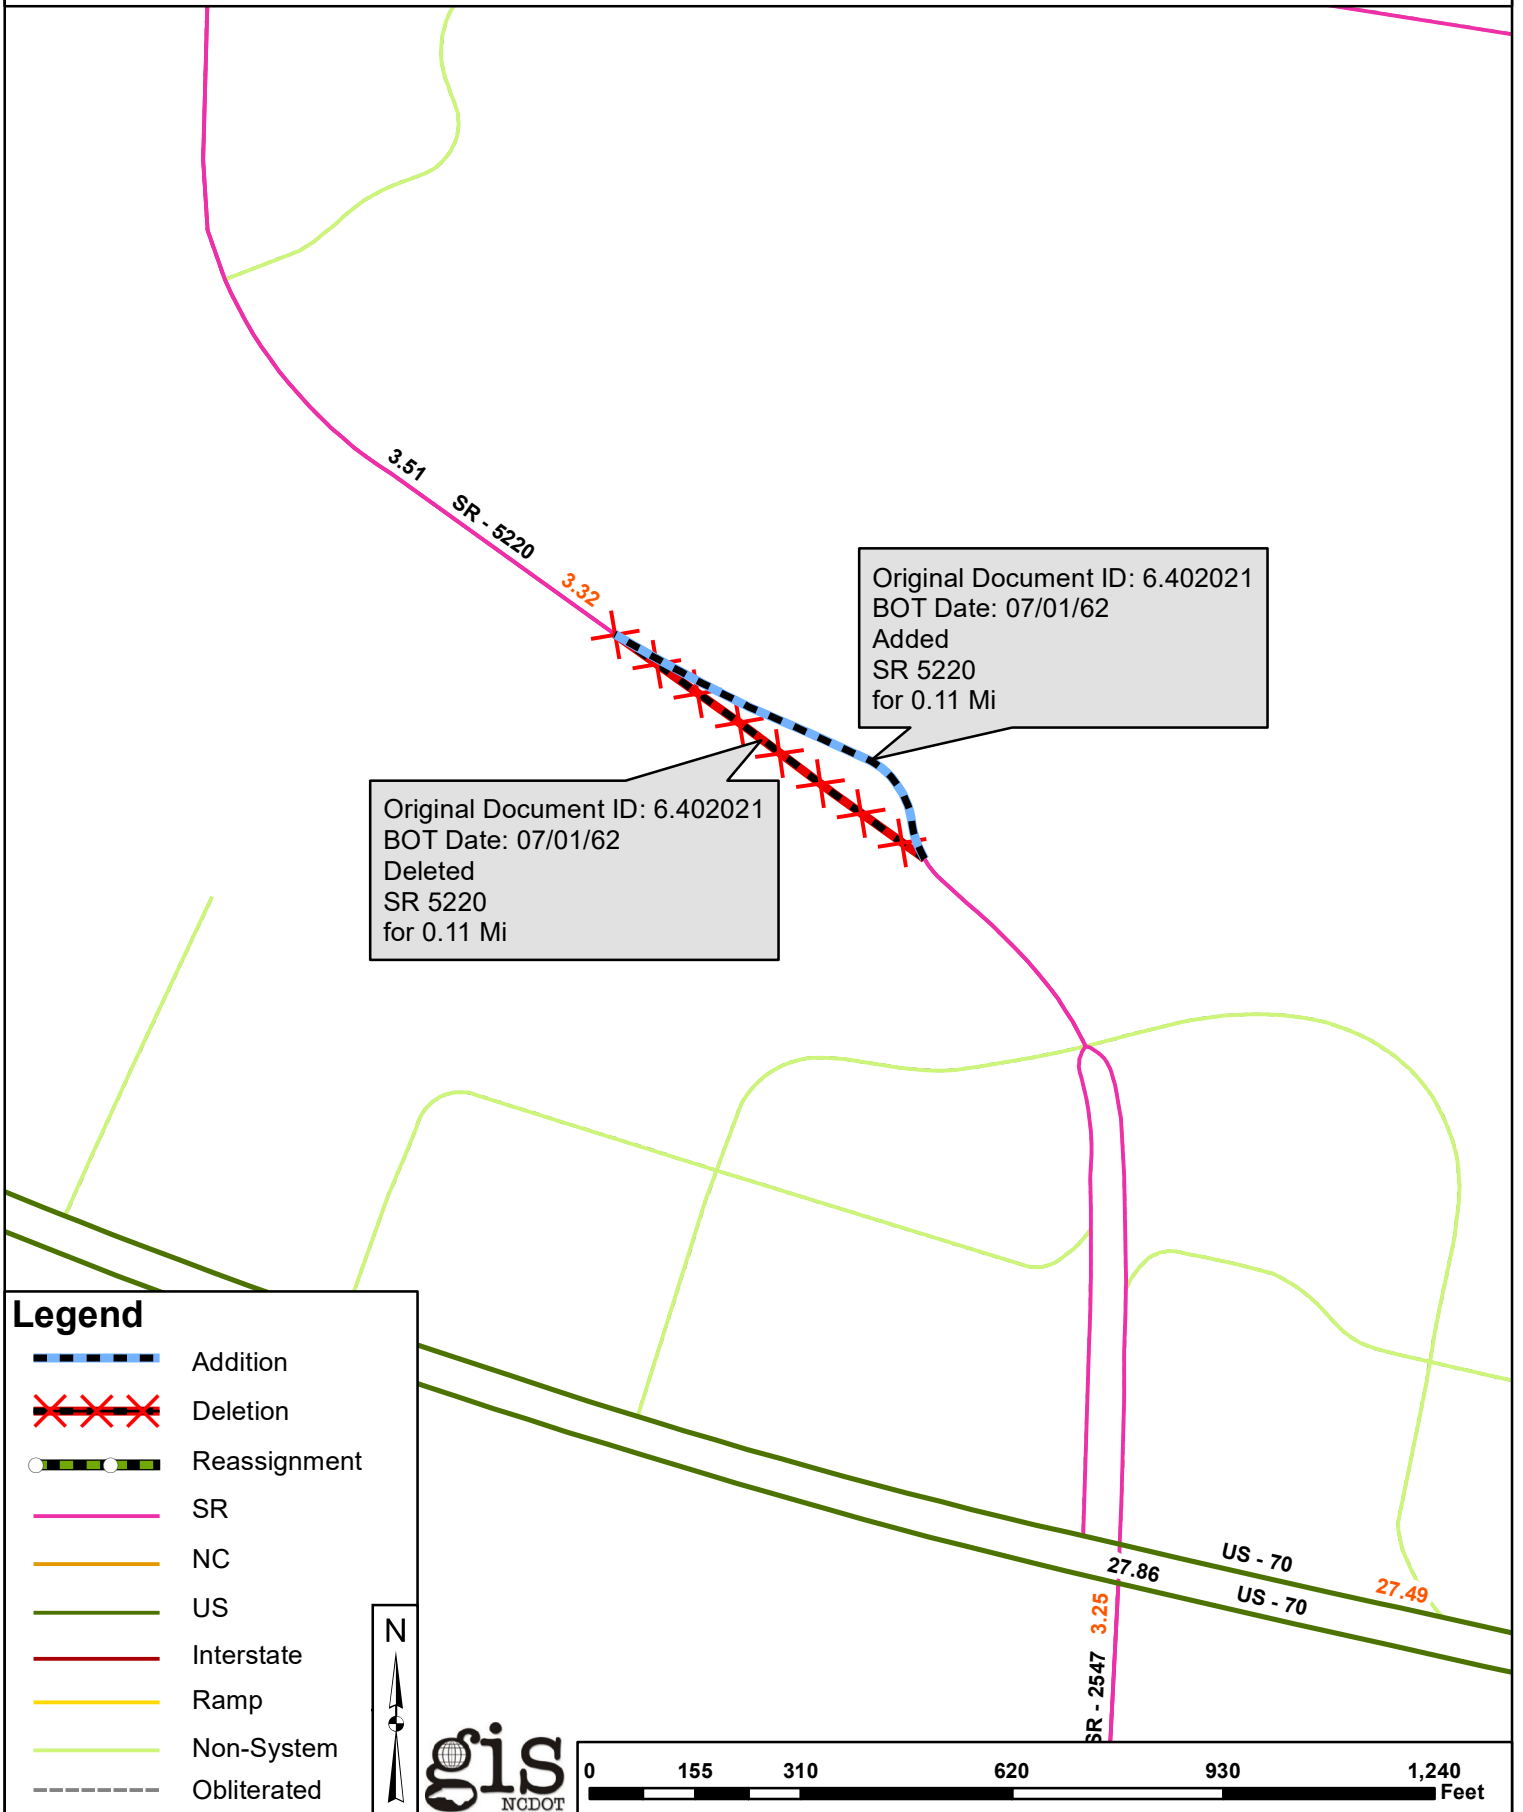 3.51
SR - 5220
3.32
Original Document ID: 6.402021
BOT Date: 07/01/62
Added
SR 5220
for 0.11 Mi
Original Document ID: 6.402021
BOT Date: 07/01/62
Deleted
SR 5220
for 0.11 Mi
US - 70
27.86
US - 70
27.49
3.25
SR - 2547
Legend
Addition
Deletion
Reassignment
SR
NC
US
Interstate
Ramp
Non-System
Obliterated
N
gis
NCDOT
0 155 310 620 930 1,240
Feet